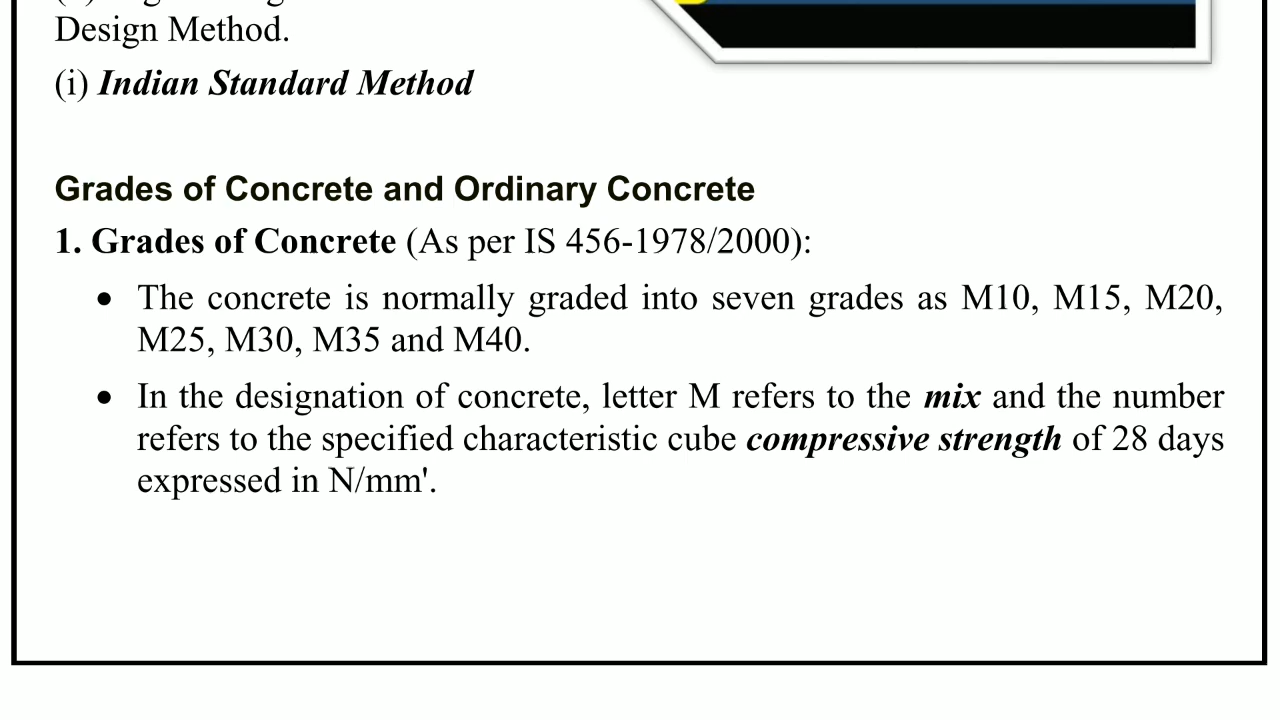 Design Method.
(i) Indian Standard Method
Grades of Concrete and Ordinary Concrete
1. Grades of Concrete (As per IS 456-1978/2000):
• The concrete is normally graded into seven grades as M10, M15, M20,
M25, M30, M35 and M40.
• In the designation of concrete, letter M refers to the mix and the number
refers to the specified characteristic cube compressive strength of 28 days
expressed in N/mm'.